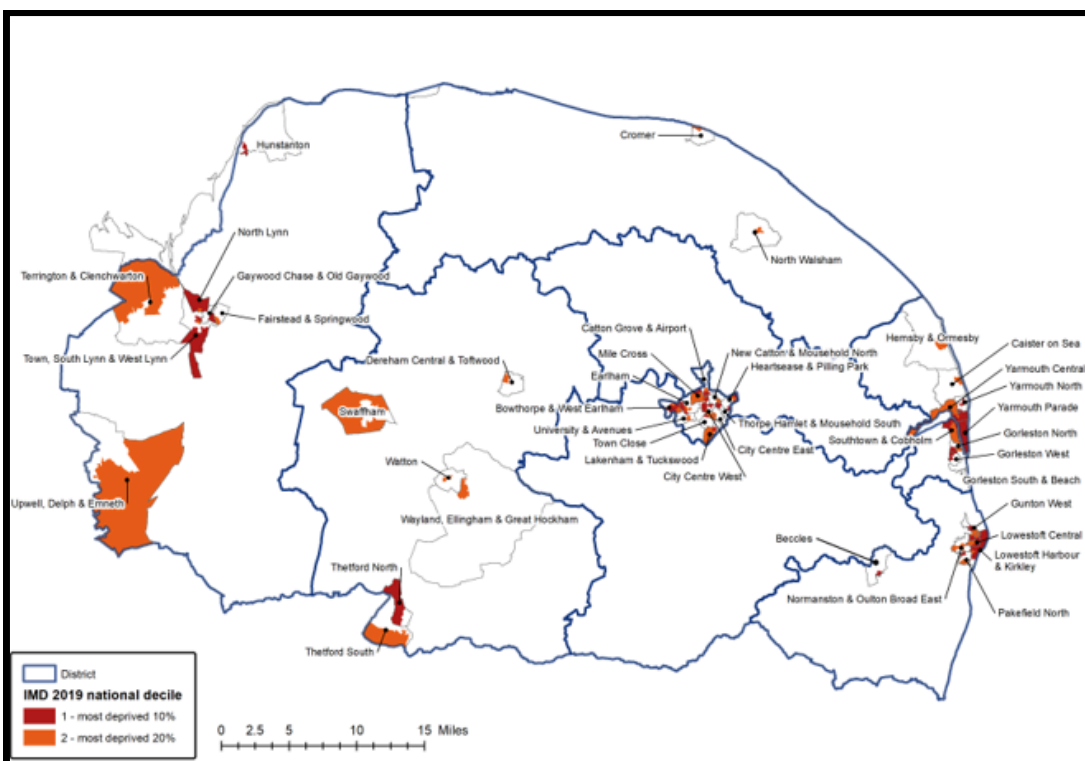 Cromer
Hunstanton
North Lynn
North Walsham
Terrington & Clenchwarton
Gaywood Chase & Old Gaywood
Fairstead & Springwood
Catton Grove & Airport
Hemsby & Ormesby
Caister on Sea
Town, South Lynn & West Lynn
Dereham Central & Toftwood
Mile Cross
New Catton & Mousehold North
Yarmouth Central
Earlham
Heartsease & Pilling Park
Yarmouth North
Swaffham
Bowthorpe & West Earlham
Yarmouth Parade
University & Avenues
Thorpe Hamlet & Mousehold South
Southtown & Cobholm
Gorleston North
Town Close
City Centre East
Gorleston West
Watton
Lakenham & Tuckswood
City Centre West
Gorleston South & Beach
Upwell, Delph & Emneth
Wayland, Ellingham & Great Hockham
Gunton West
Beccles
Lowestoft Central
Thetford North
Lowestoft Harbour
& Kirkley
Normanston & Oulton Broad East
Pakefield North
Thetford South
District
IMD 2019 national decile
1 - most deprived 10%
2 - most deprived 20%
0 2.5 5 10 15 Miles